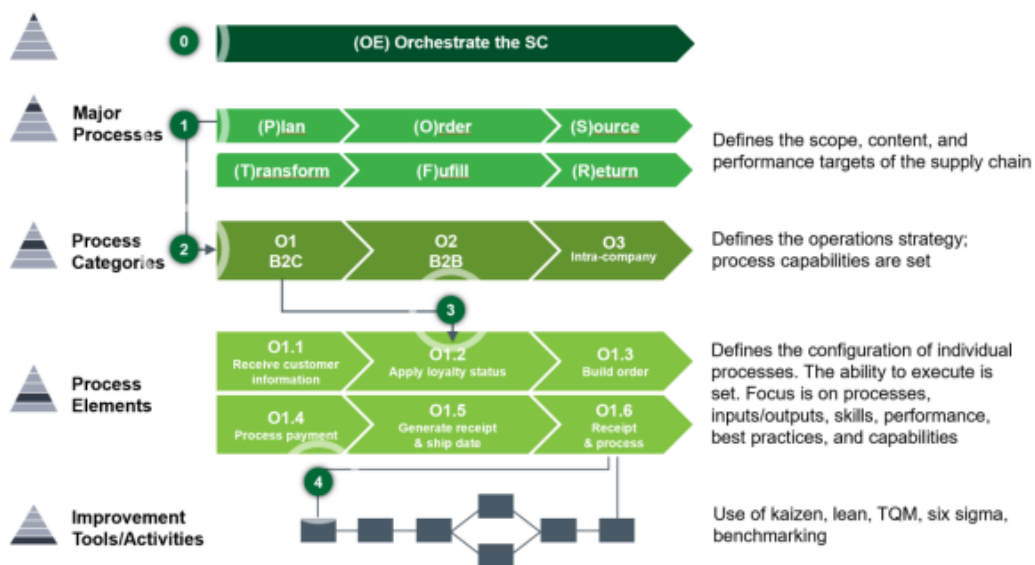 0
(OE) Orchestrate the SC
Major
Processes
1
(P)lan
(O)rder
(S)ource
(T)ransform
(F)ufill
(R)eturn
Defines the scope, content, and
performance targets of the supply chain
Process
Categories
2
O1
B2C
O2
B2B
O3
Intra-company
Defines the operations strategy;
process capabilities are set
3
Process
Elements
O1.1
Receive customer
information
O1.2
Apply loyalty status
O1.3
Build order
O1.4
Process payment
O1.5
Generate receipt
& ship date
O1.6
Receipt
& process
Defines the configuration of individual
processes. The ability to execute is
set. Focus is on processes,
inputs/outputs, skills, performance,
best practices, and capabilities
4
Improvement
Tools/Activities
Use of kaizen, lean, TQM, six sigma,
benchmarking